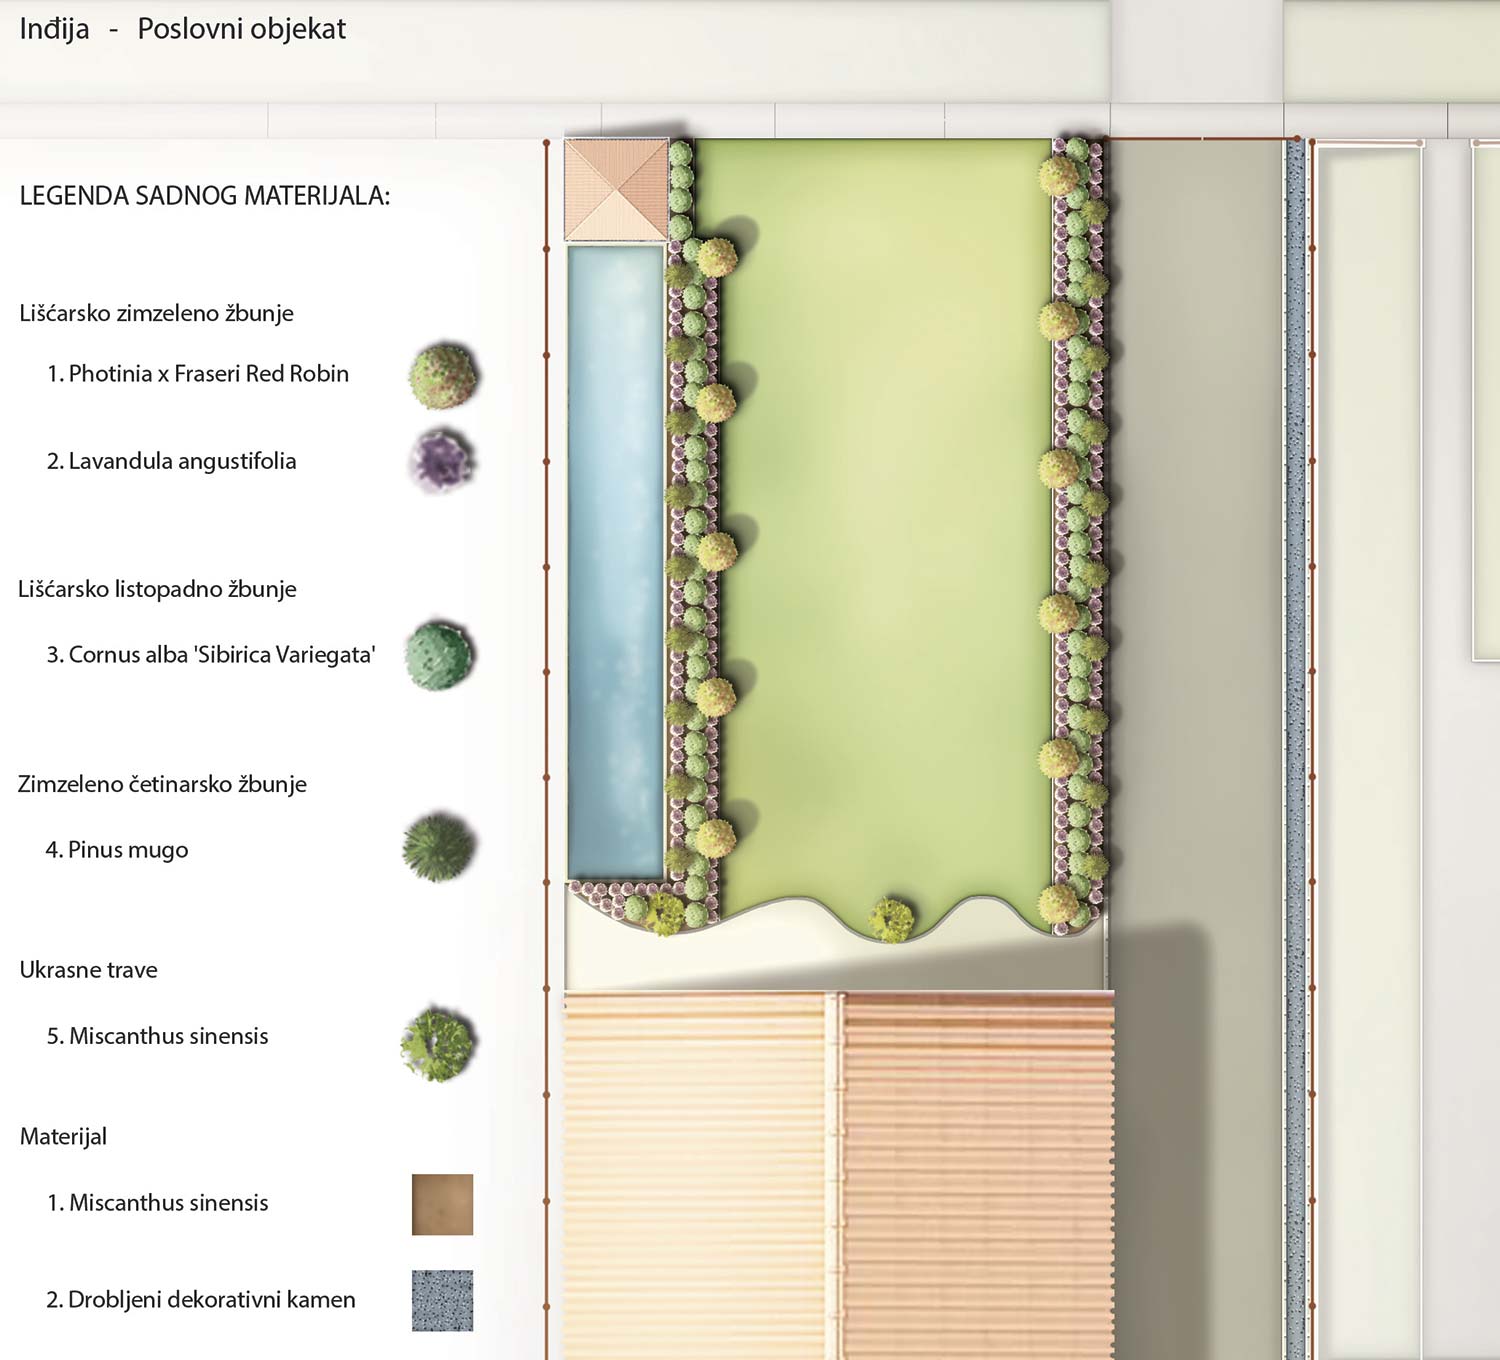 Inđija - Poslovni objekat
LEGENDA SADNOG MATERIJALA:
Lišćarsko zimzeleno žbunje
1. Photinia x Fraseri Red Robin
2. Lavandula angustifolia
Lišćarsko listopadno žbunje
3. Cornus alba 'Sibirica Variegata'
Zimzeleno četinarsko žbunje
4. Pinus mugo
Ukrasne trave
5. Miscanthus sinensis
Materijal
1. Miscanthus sinensis
2. Drobljeni dekorativni kamen